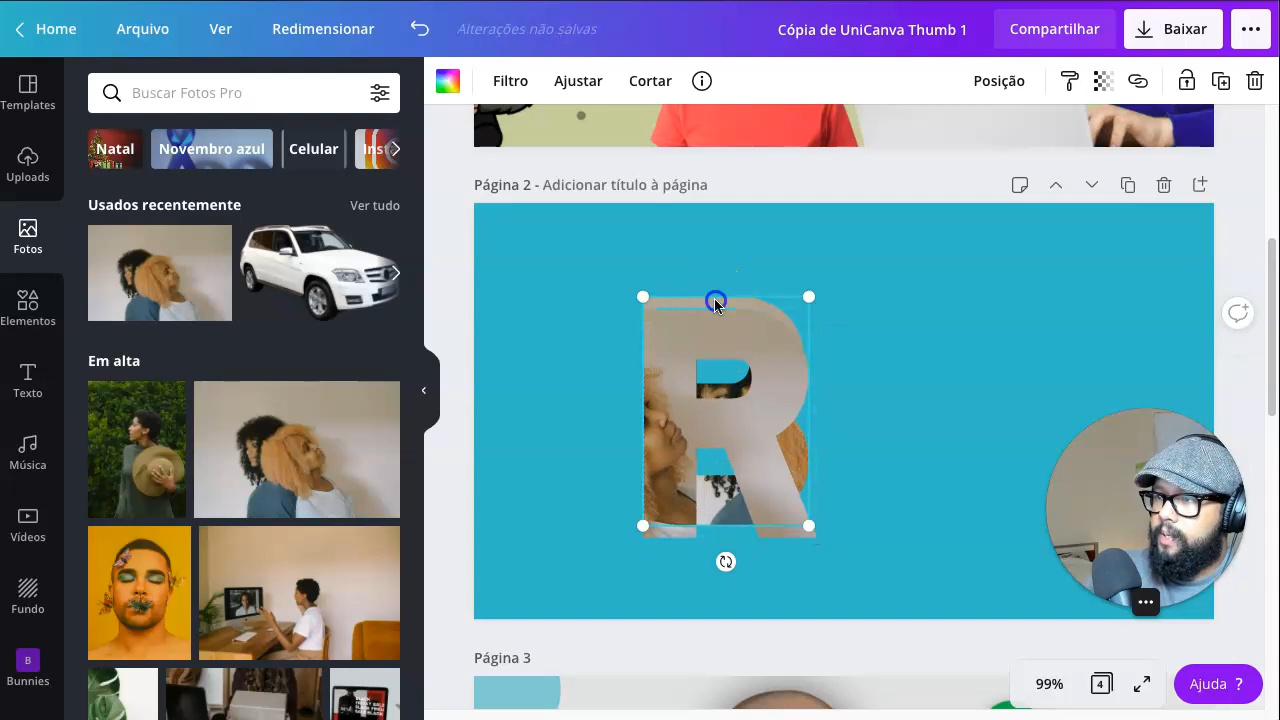 Home
Arquivo
Ver
Redimensionar
Alterações não salvas
Cópia de UniCanva Thumb 1
Compartilhar
Baixar
Templates
Uploads
Fotos
Elementos
Texto
Música
Vídeos
Fundo
B
Bunnies
Buscar Fotos Pro
Natal
Novembro azul
Celular
Inst
Usados recentemente
Ver tudo
Em alta
Filtro
Ajustar
Cortar
Posição
Página 2 - Adicionar título à página
R
Página 3
99%
4
Ajuda ?